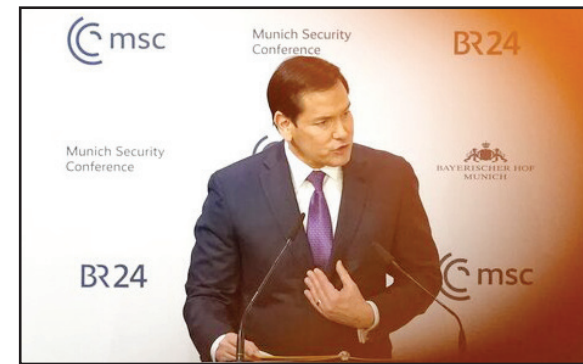 msc
Munich Security
Conference
BR24
Munich Security
Conference
BAYERISCHER HOF
MUNICH
BR24
msc